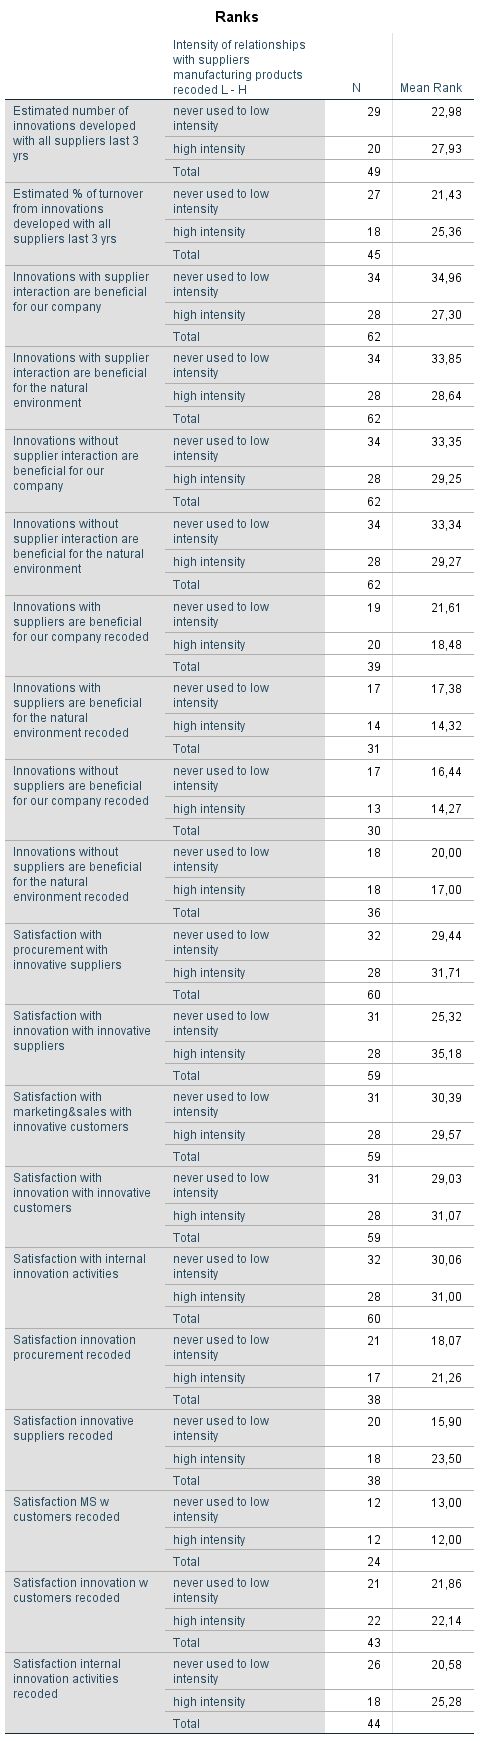 Ranks
Intensity of relationships
with suppliers
manufacturing products
recoded L - H N Mean Rank
Estimated number of
innovations developed
with all suppliers last 3
yrs
never used to low
intensity 29 22,98
high intensity 20 27,93
Total 49
Estimated % of turnover
from innovations
developed with all
suppliers last 3 yrs
never used to low
intensity 27 21,43
high intensity 18 25,36
Total 45
Innovations with supplier
interaction are beneficial
for our company
never used to low
intensity 34 34,96
high intensity 28 27,30
Total 62
Innovations with supplier
interaction are beneficial
for the natural
environment
never used to low
intensity 34 33,85
high intensity 28 28,64
Total 62
Innovations without
supplier interaction are
beneficial for our
company
never used to low
intensity 34 33,35
high intensity 28 29,25
Total 62
Innovations without
supplier interaction are
beneficial for the natural
environment
never used to low
intensity 34 33,34
high intensity 28 29,27
Total 62
Innovations with
suppliers are beneficial
for our company recoded
never used to low
intensity 19 21,61
high intensity 20 18,48
Total 39
Innovations with
suppliers are beneficial
for the natural
environment recoded
never used to low
intensity 17 17,38
high intensity 14 14,32
Total 31
Innovations without
suppliers are beneficial
for our company recoded
never used to low
intensity 17 16,44
high intensity 13 14,27
Total 30
Innovations without
suppliers are beneficial
for the natural
environment recoded
never used to low
intensity 18 20,00
high intensity 18 17,00
Total 36
Satisfaction with
procurement with
innovative suppliers
never used to low
intensity 32 29,44
high intensity 28 31,71
Total 60
Satisfaction with
innovation with innovative
suppliers
never used to low
intensity 31 25,32
high intensity 28 35,18
Total 59
Satisfaction with
marketing&sales with
innovative customers
never used to low
intensity 31 30,39
high intensity 28 29,57
Total 59
Satisfaction with
innovation with innovative
customers
never used to low
intensity 31 29,03
high intensity 28 31,07
Total 59
Satisfaction with internal
innovation activities
never used to low
intensity 32 30,06
high intensity 28 31,00
Total 60
Satisfaction innovation
procurement recoded
never used to low
intensity 21 18,07
high intensity 17 21,26
Total 38
Satisfaction innovative
suppliers recoded
never used to low
intensity 20 15,90
high intensity 18 23,50
Total 38
Satisfaction MS w
customers recoded
never used to low
intensity 12 13,00
high intensity 12 12,00
Total 24
Satisfaction innovation w
customers recoded
never used to low
intensity 21 21,86
high intensity 22 22,14
Total 43
Satisfaction internal
innovation activities
recoded
never used to low
intensity 26 20,58
high intensity 18 25,28
Total 44